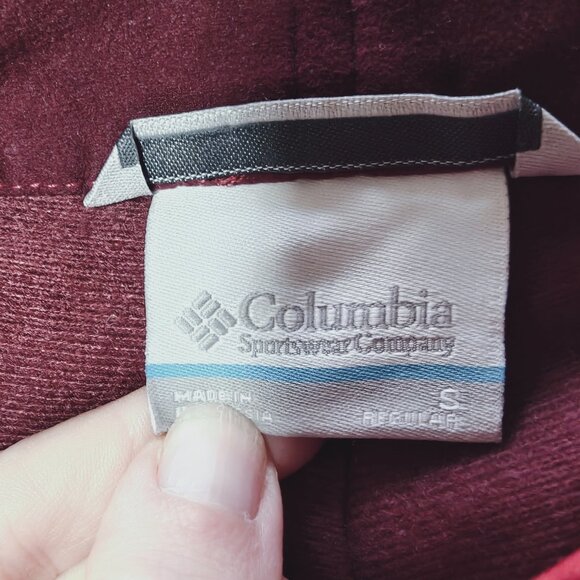 Columbia
Sportswear Company
MADE IN
S
REGULAR